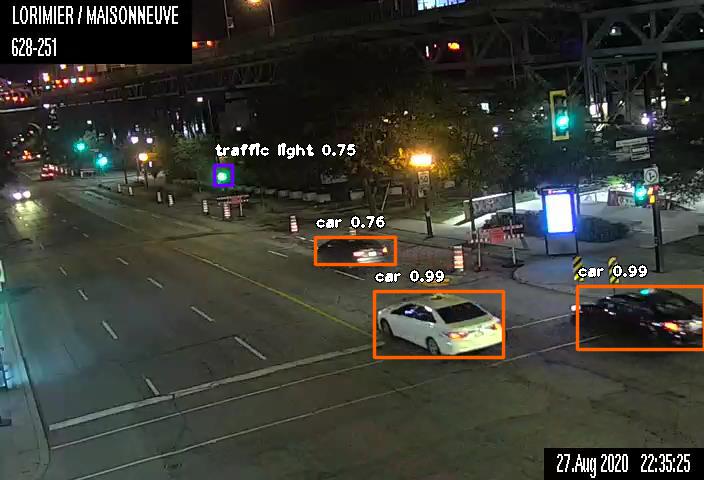 LORIMIER / MAISONNEUVE
628-251
traffic light 0.75
car 0.76
car 0.99
car 0.99
27.Aug 2020 22:35:25